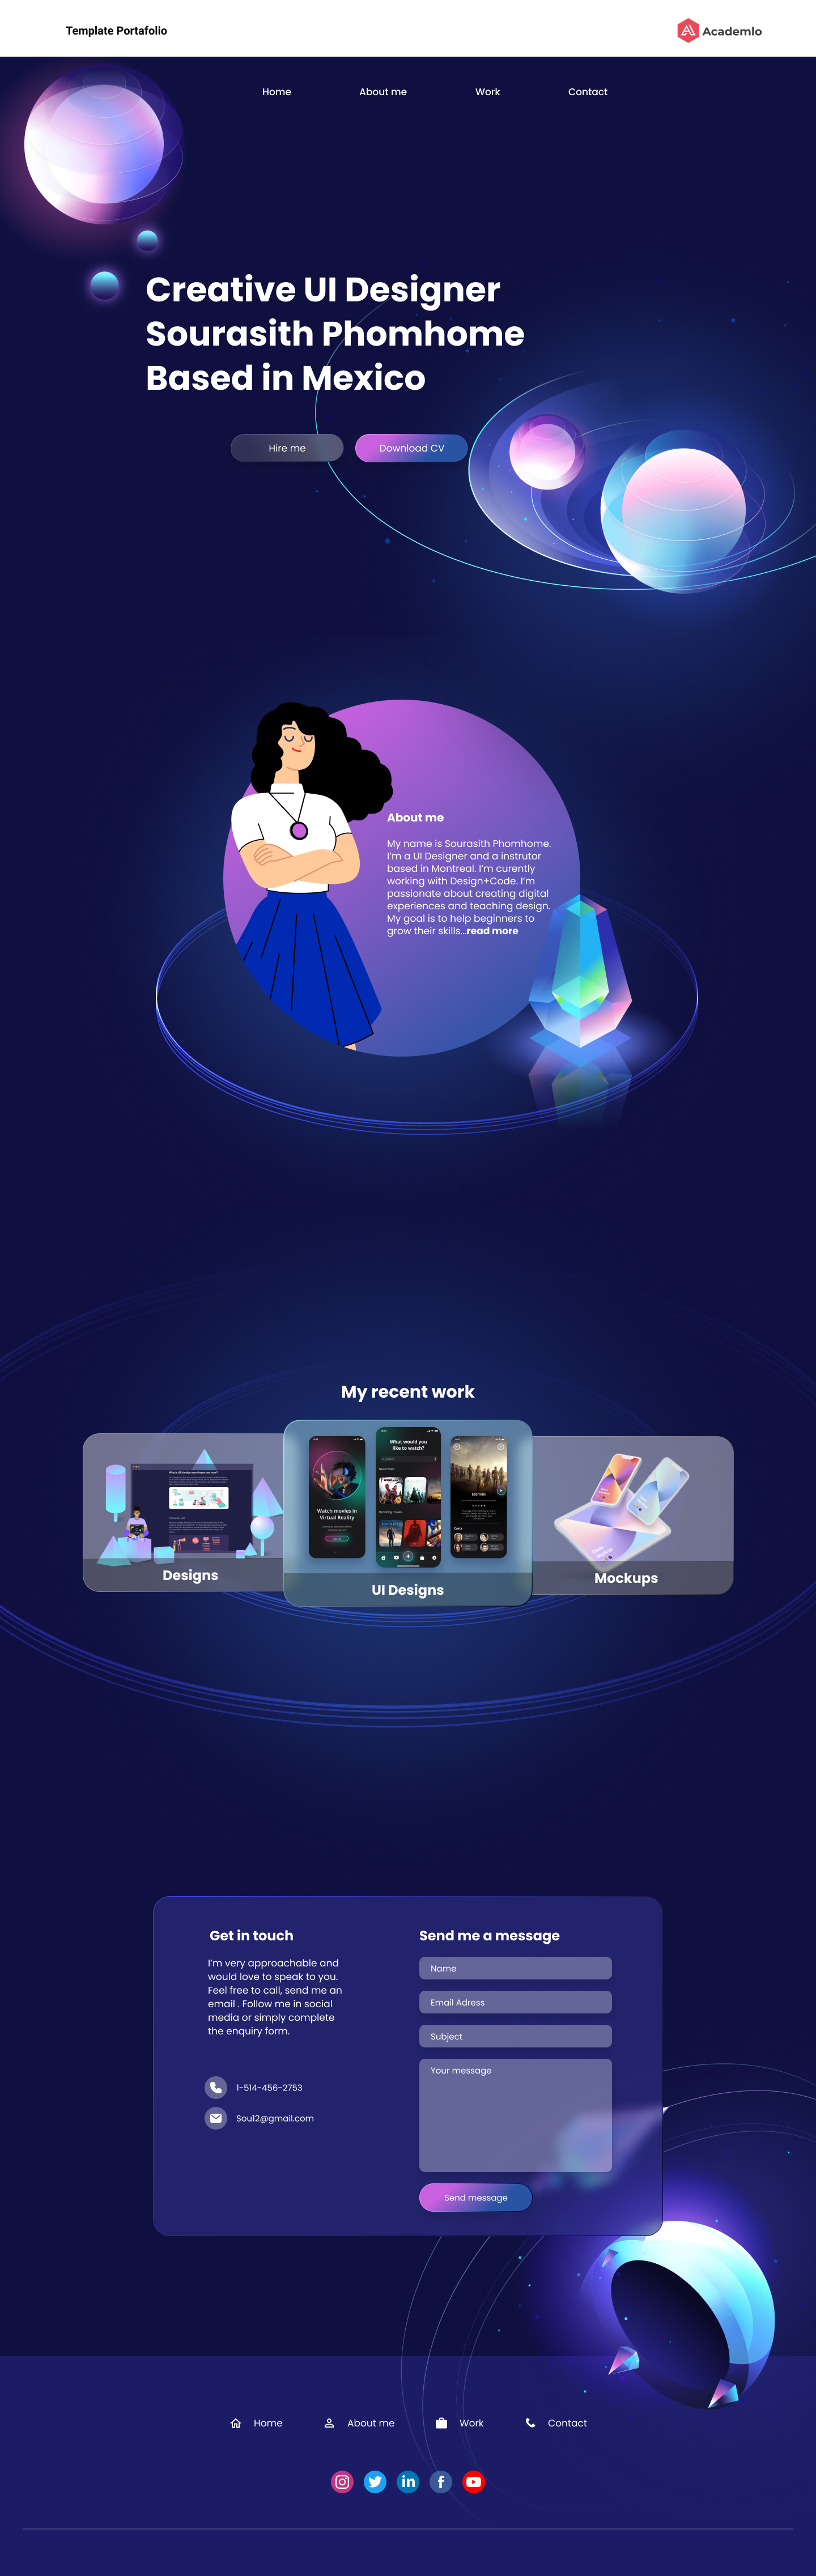 Template Portafolio
Academlo
Home
About me
Work
Contact
Creative UI Designer
Sourasith Phomhome
Based in Mexico
Hire me
Download CV
About me
My name is Sourasith Phomhome.
I'm a UI Designer and a instrutor
based in Montreal. I'm curently
working with Design+Code. I'm
passionate about creating digital
experiences and teaching design.
My goal is to help beginners to
grow their skills...read more
My recent work
Watch movies in
Virtual Reality
What would you
like to watch?
Eternals
Designs
UI Designs
Mockups
Get in touch
I'm very approachable and
would love to speak to you.
Feel free to call, send me an
email . Follow me in social
media or simply complete
the enquiry form.
1-514-456-2753
Sou12@gmail.com
Send me a message
Name
Email Adress
Subject
Your message
Send message
Home
About me
Work
Contact